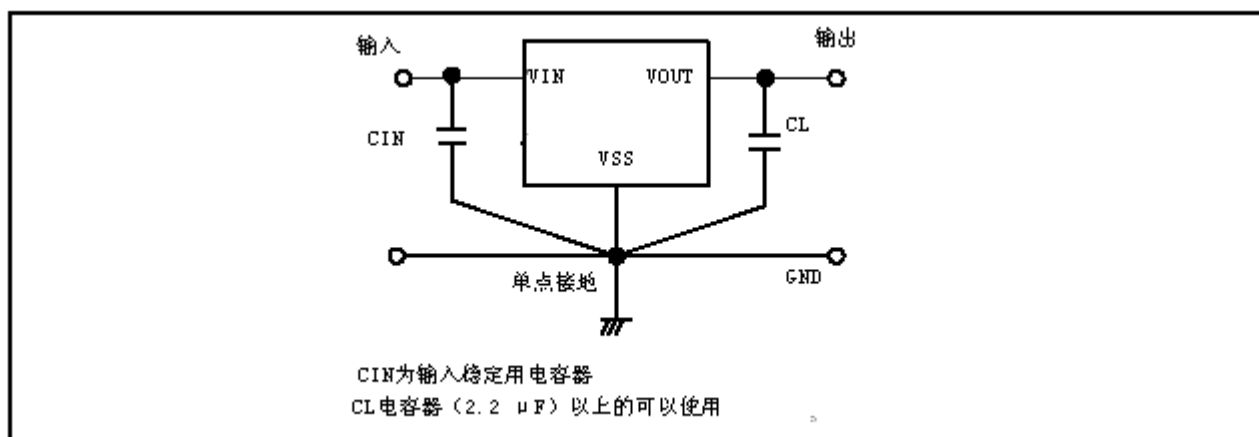 输入
输出
VIN
VOUT
CIN
CL
VSS
单点接地
GND
CIN为输入稳定用电容器
CL电容器（2.2 μF）以上的可以使用